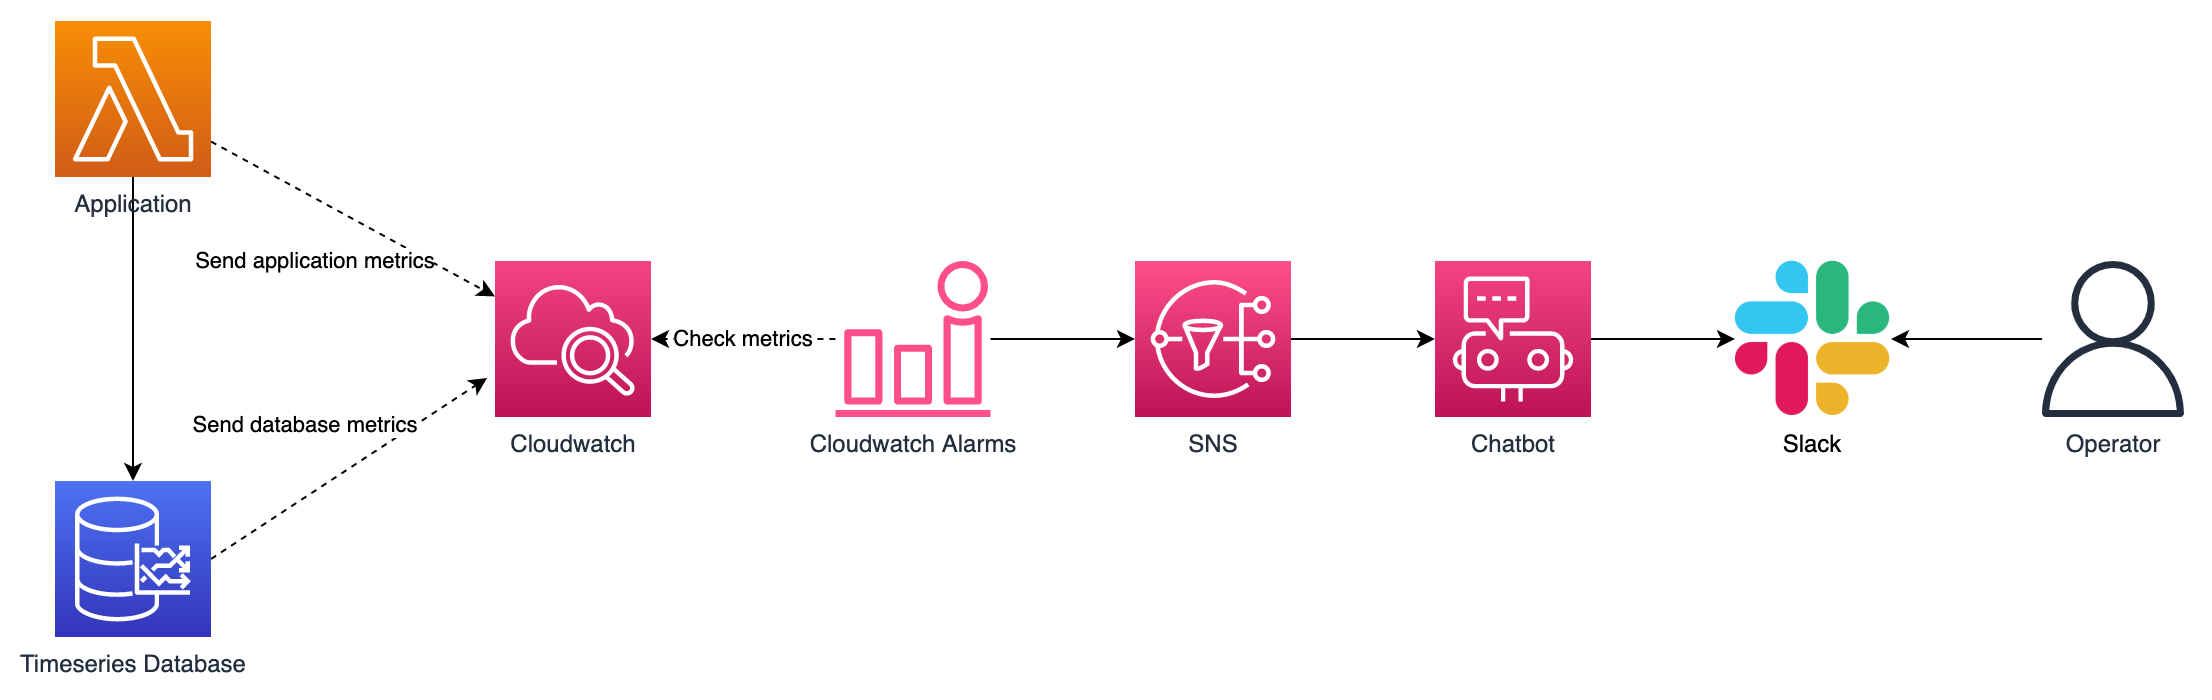 Application
Send application metrics
Check metrics
Send database metrics
Cloudwatch
Cloudwatch Alarms
SNS
Chatbot
Slack
Operator
Timeseries Database